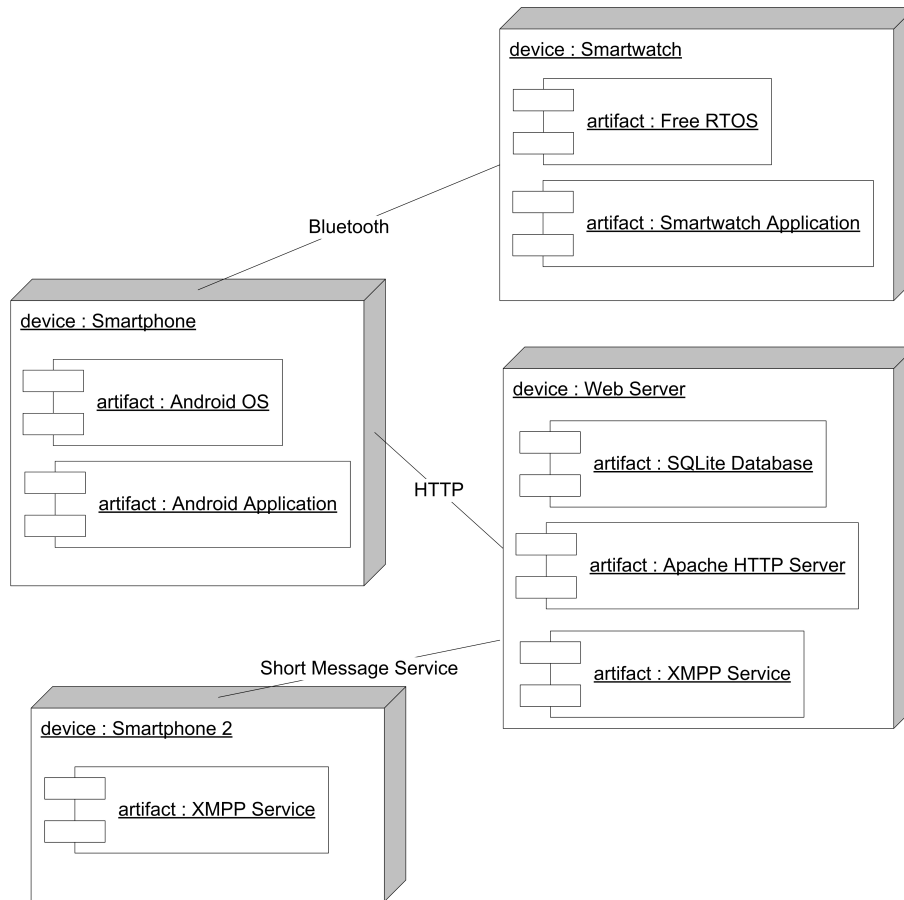 device : Smartwatch
artifact : Free RTOS
artifact : Smartwatch Application
Bluetooth
device : Smartphone
artifact : Android OS
artifact : Android Application
HTTP
device : Web Server
artifact : SQLite Database
artifact : Apache HTTP Server
artifact : XMPP Service
Short Message Service
device : Smartphone 2
artifact : XMPP Service